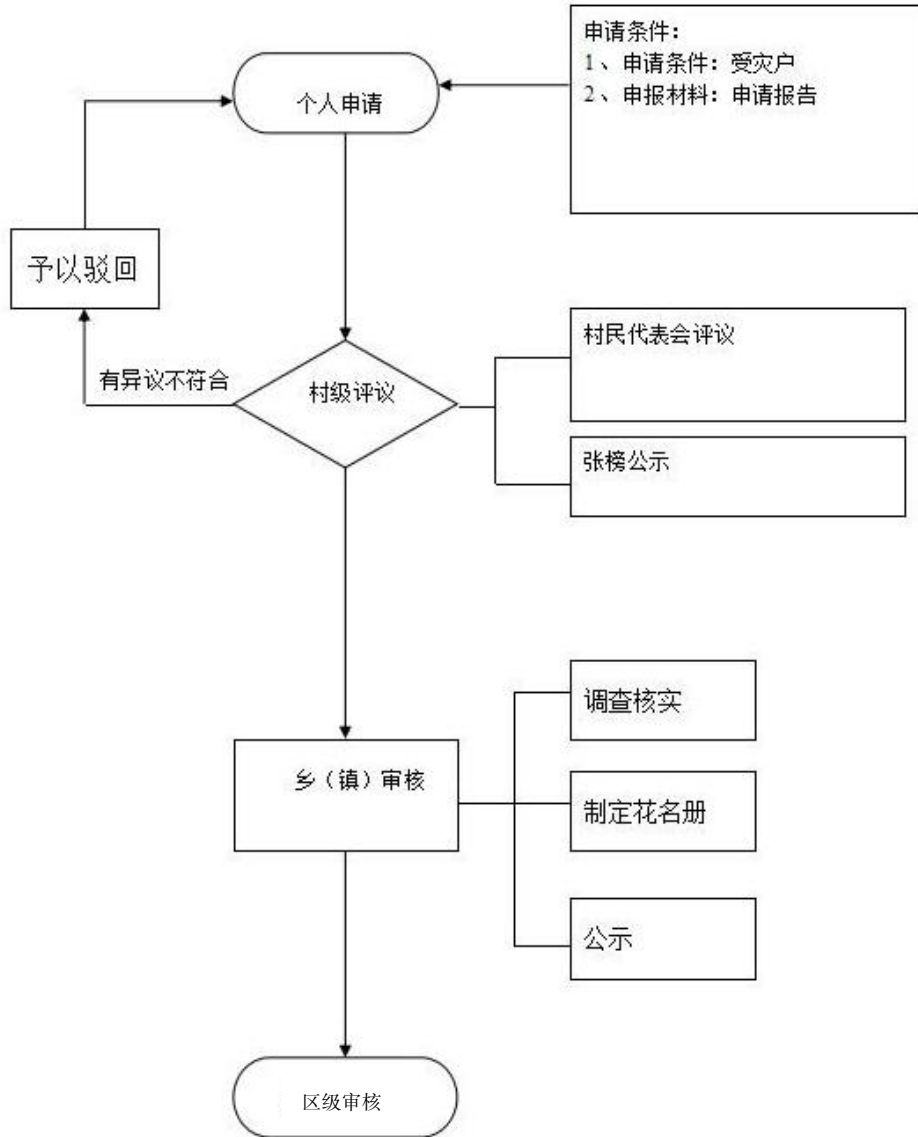 申请条件：
1、申请条件：受灾户
2、申报材料：申请报告
个人申请
予以驳回
有异议不符合
村级评议
村民代表会评议
张榜公示
乡（镇）审核
调查核实
制定花名册
公示
区级审核